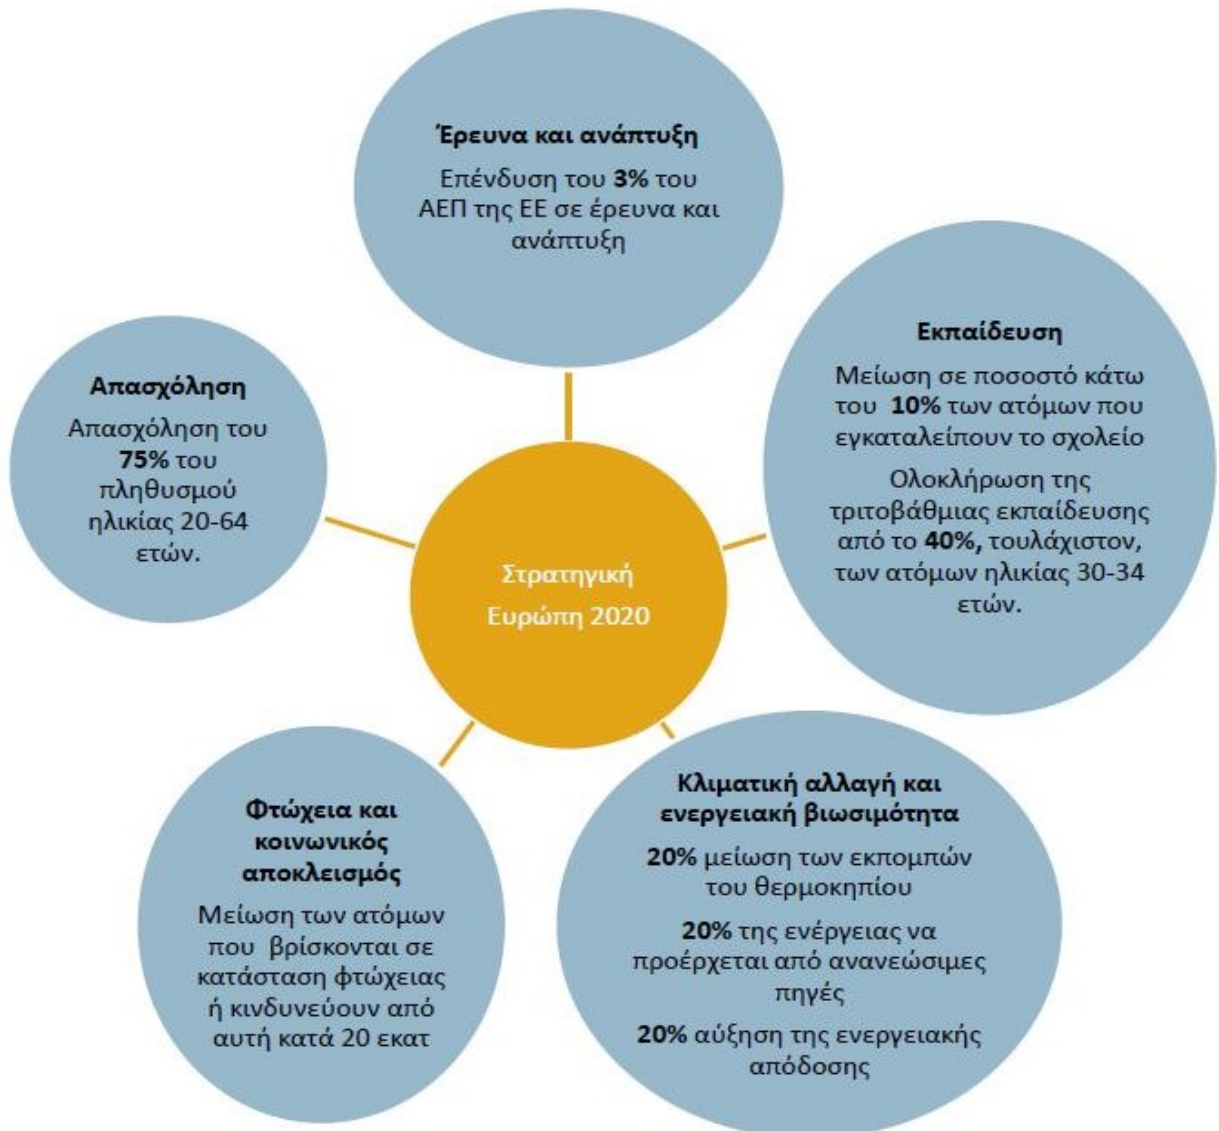 Έρευνα και ανάπτυξη
Επένδυση του 3% του
ΑΕΠ της ΕΕ σε έρευνα και
ανάπτυξη
Εκπαίδευση
Μείωση σε ποσοστό κάτω
του 10% των ατόμων που
εγκαταλείπουν το σχολείο
Ολοκλήρωση της
τριτοβάθμιας εκπαίδευσης
από το 40%, τουλάχιστον,
των ατόμων ηλικίας 30-34
ετών.
Κλιματική αλλαγή και
ενεργειακή βιωσιμότητα
20% μείωση των εκπομπών
του θερμοκηπίου
20% της ενέργειας να
προέρχεται από ανανεώσιμες
πηγές
20% αύξηση της ενεργειακής
απόδοσης
Φτώχεια και
κοινωνικός
αποκλεισμός
Μείωση των ατόμων
που βρίσκονται σε
κατάσταση φτώχειας
ή κινδυνεύουν από
αυτή κατά 20 εκατ
Απασχόληση
Απασχόληση του
75% του
πληθυσμού
ηλικίας 20-64
ετών.
Στρατηγική
Ευρώπη 2020